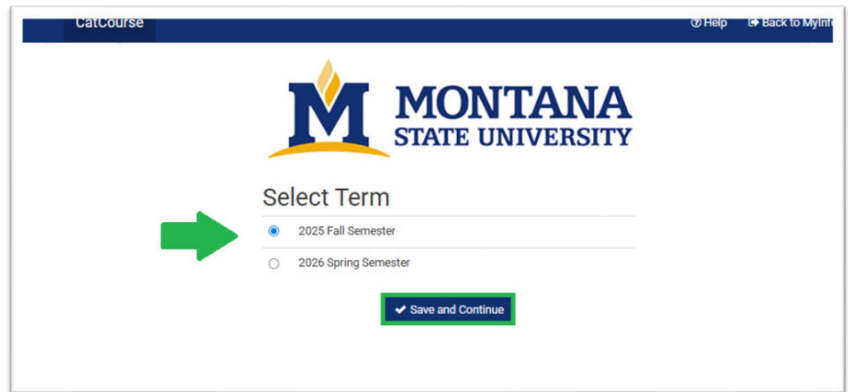 CatCourse
Help
Back to MyInfo
M
MONTANA
STATE UNIVERSITY
Select Term
2025 Fall Semester
2026 Spring Semester
Save and Continue